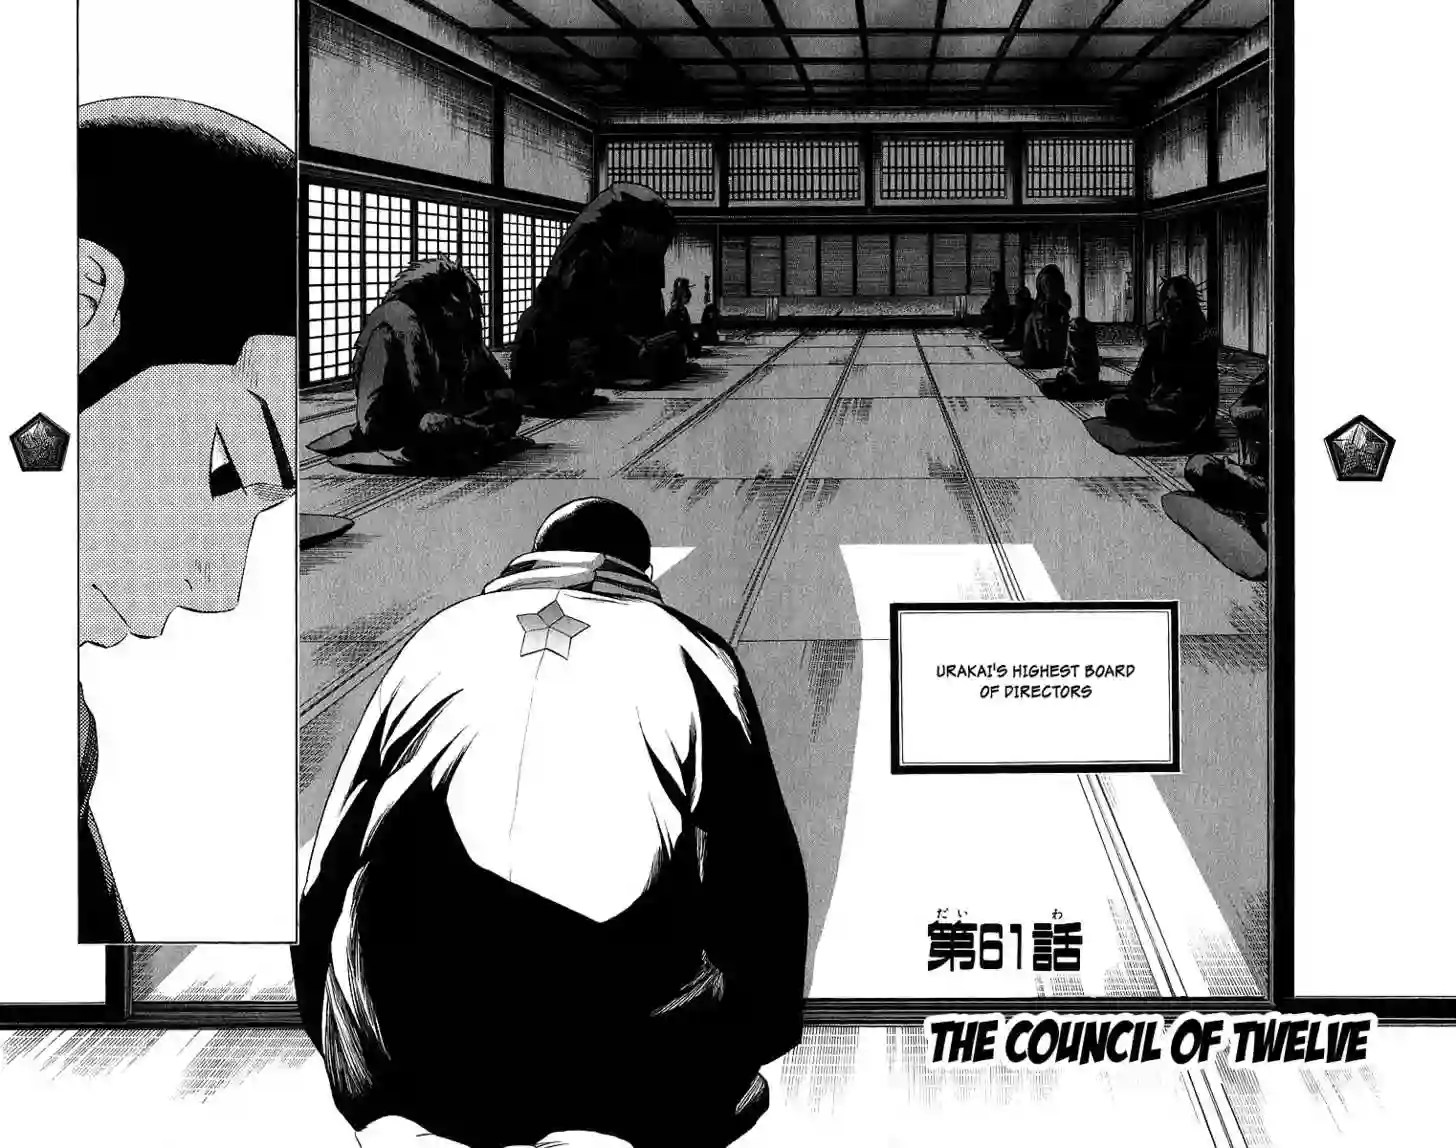 URAKAI'S HIGHEST BOARD
OF DIRECTORS
だい わ
第61話
THE COUNCIL OF TWELVE